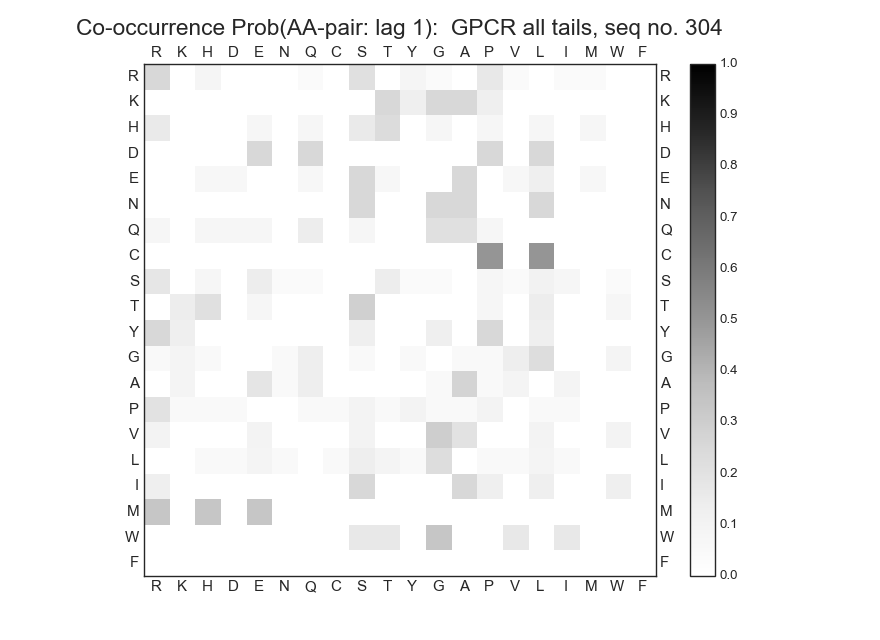 Co-occurrence Prob(AA-pair: lag 1):  GPCR all tails, seq no. 304
R K H D E N Q C S T Y G A P V L I M W F
R R 1.0
K K 0.9
H H
D D 0.8
E E
N N 0.7
Q Q
C C 0.6
S S
T T 0.5
Y Y
G G 0.4
A A
P P 0.3
V V
L L 0.2
I I
M M 0.1
W W
F F 0.0
R K H D E N Q C S T Y G A P V L I M W F